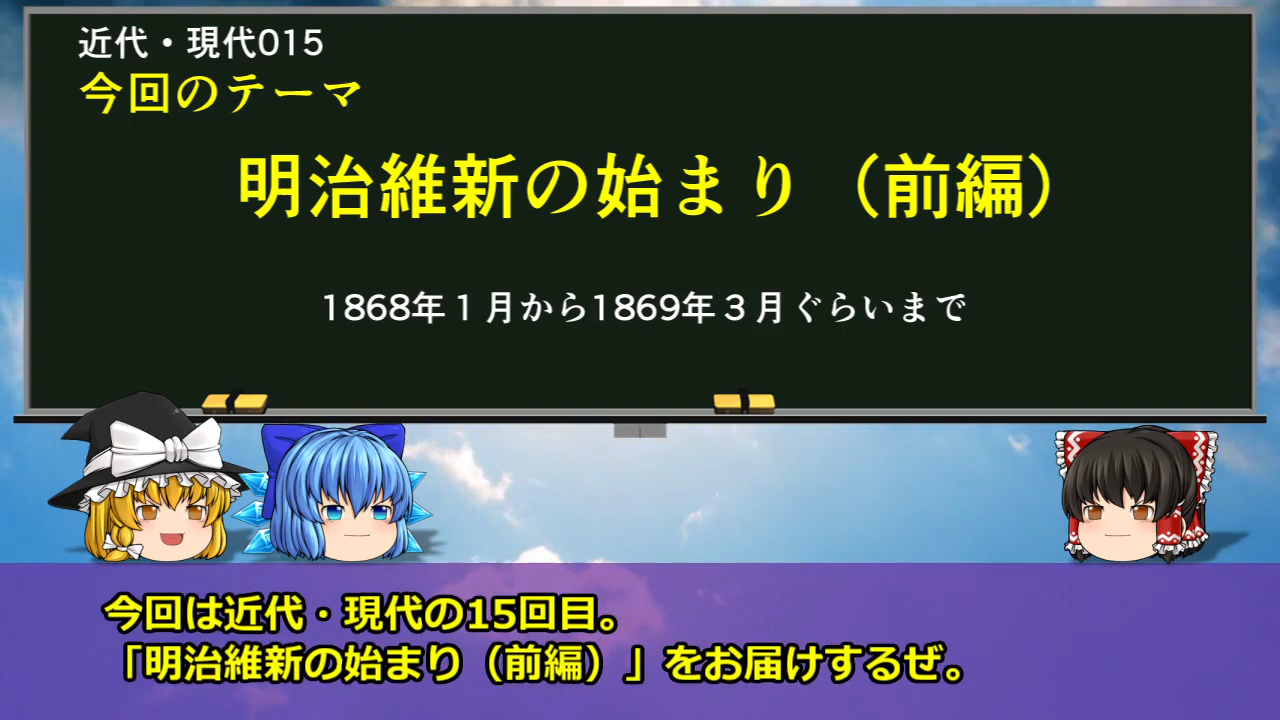 近代・現代015
今回のテーマ
明治維新の始まり（前編）
1868年１月から1869年３月ぐらいまで
今回は近代・現代の15回目。
「明治維新の始まり（前編）」をお届けするぜ。